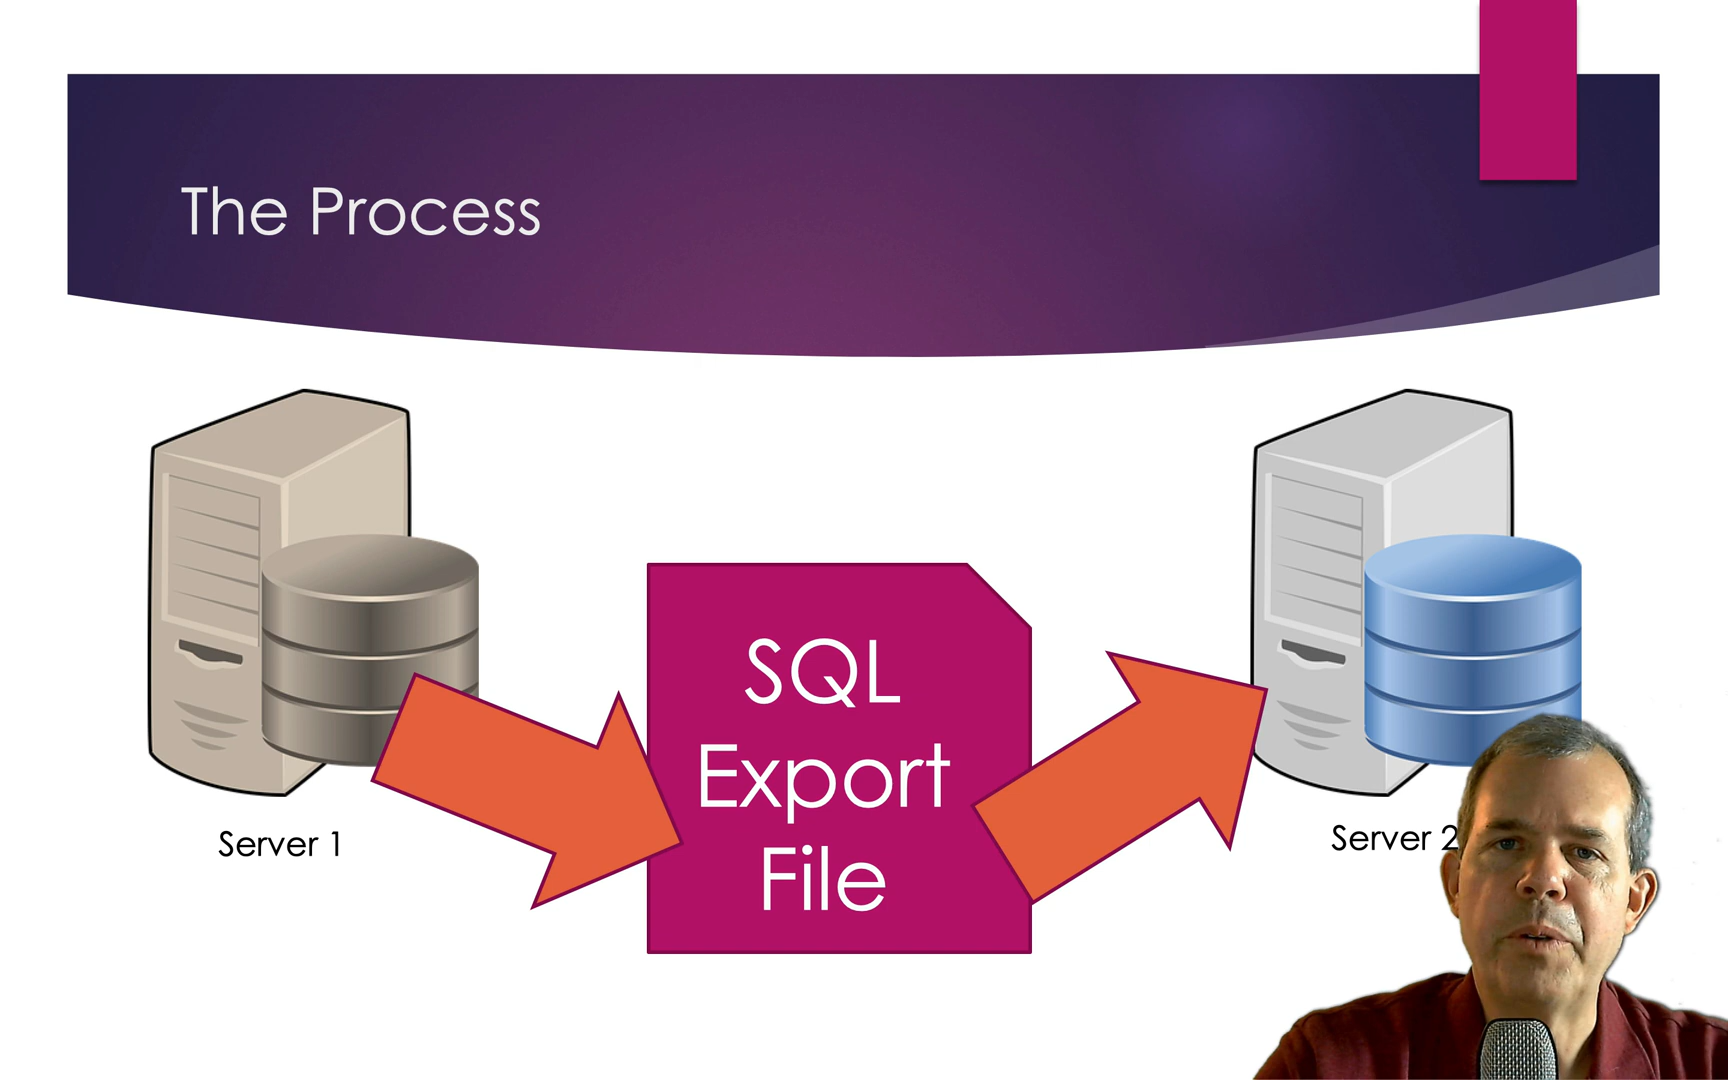 The Process
SQL
Export
File
Server 1
Server 2